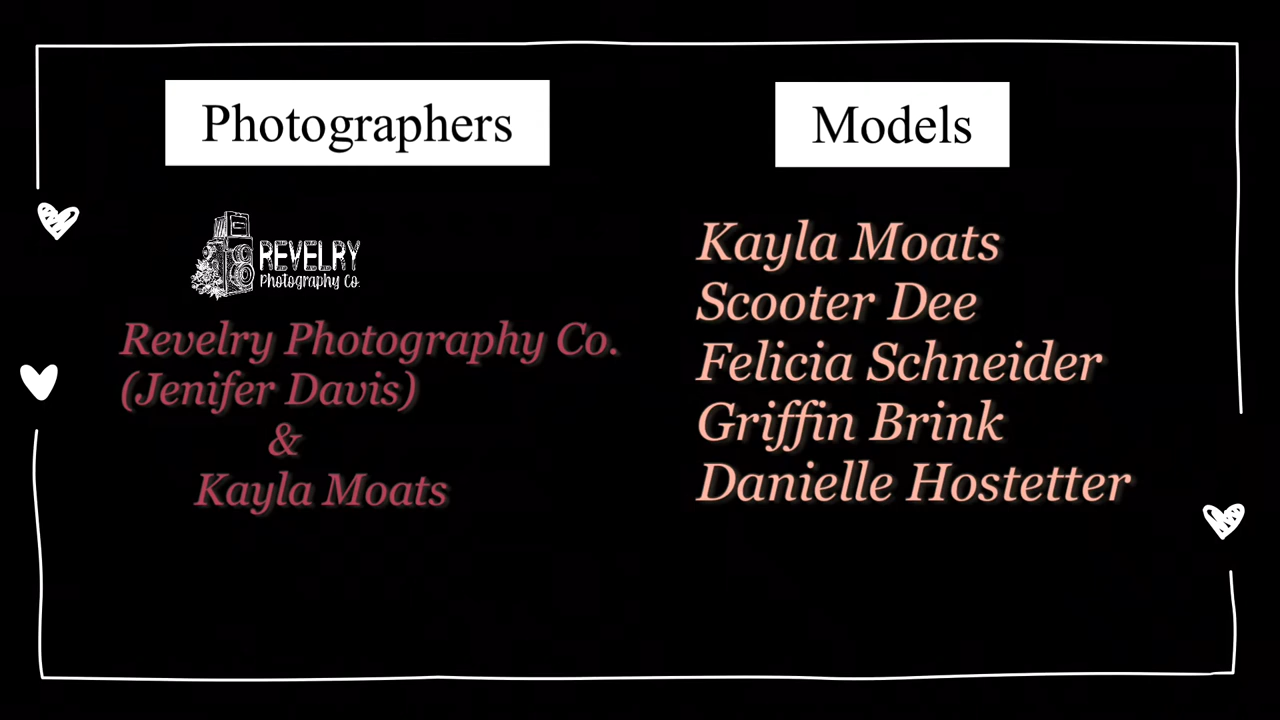 Photographers
REVELRY
Photography Co.
Revelry Photography Co.
(Jenifer Davis)
&
Kayla Moats
Models
Kayla Moats
Scooter Dee
Felicia Schneider
Griffin Brink
Danielle Hostetter